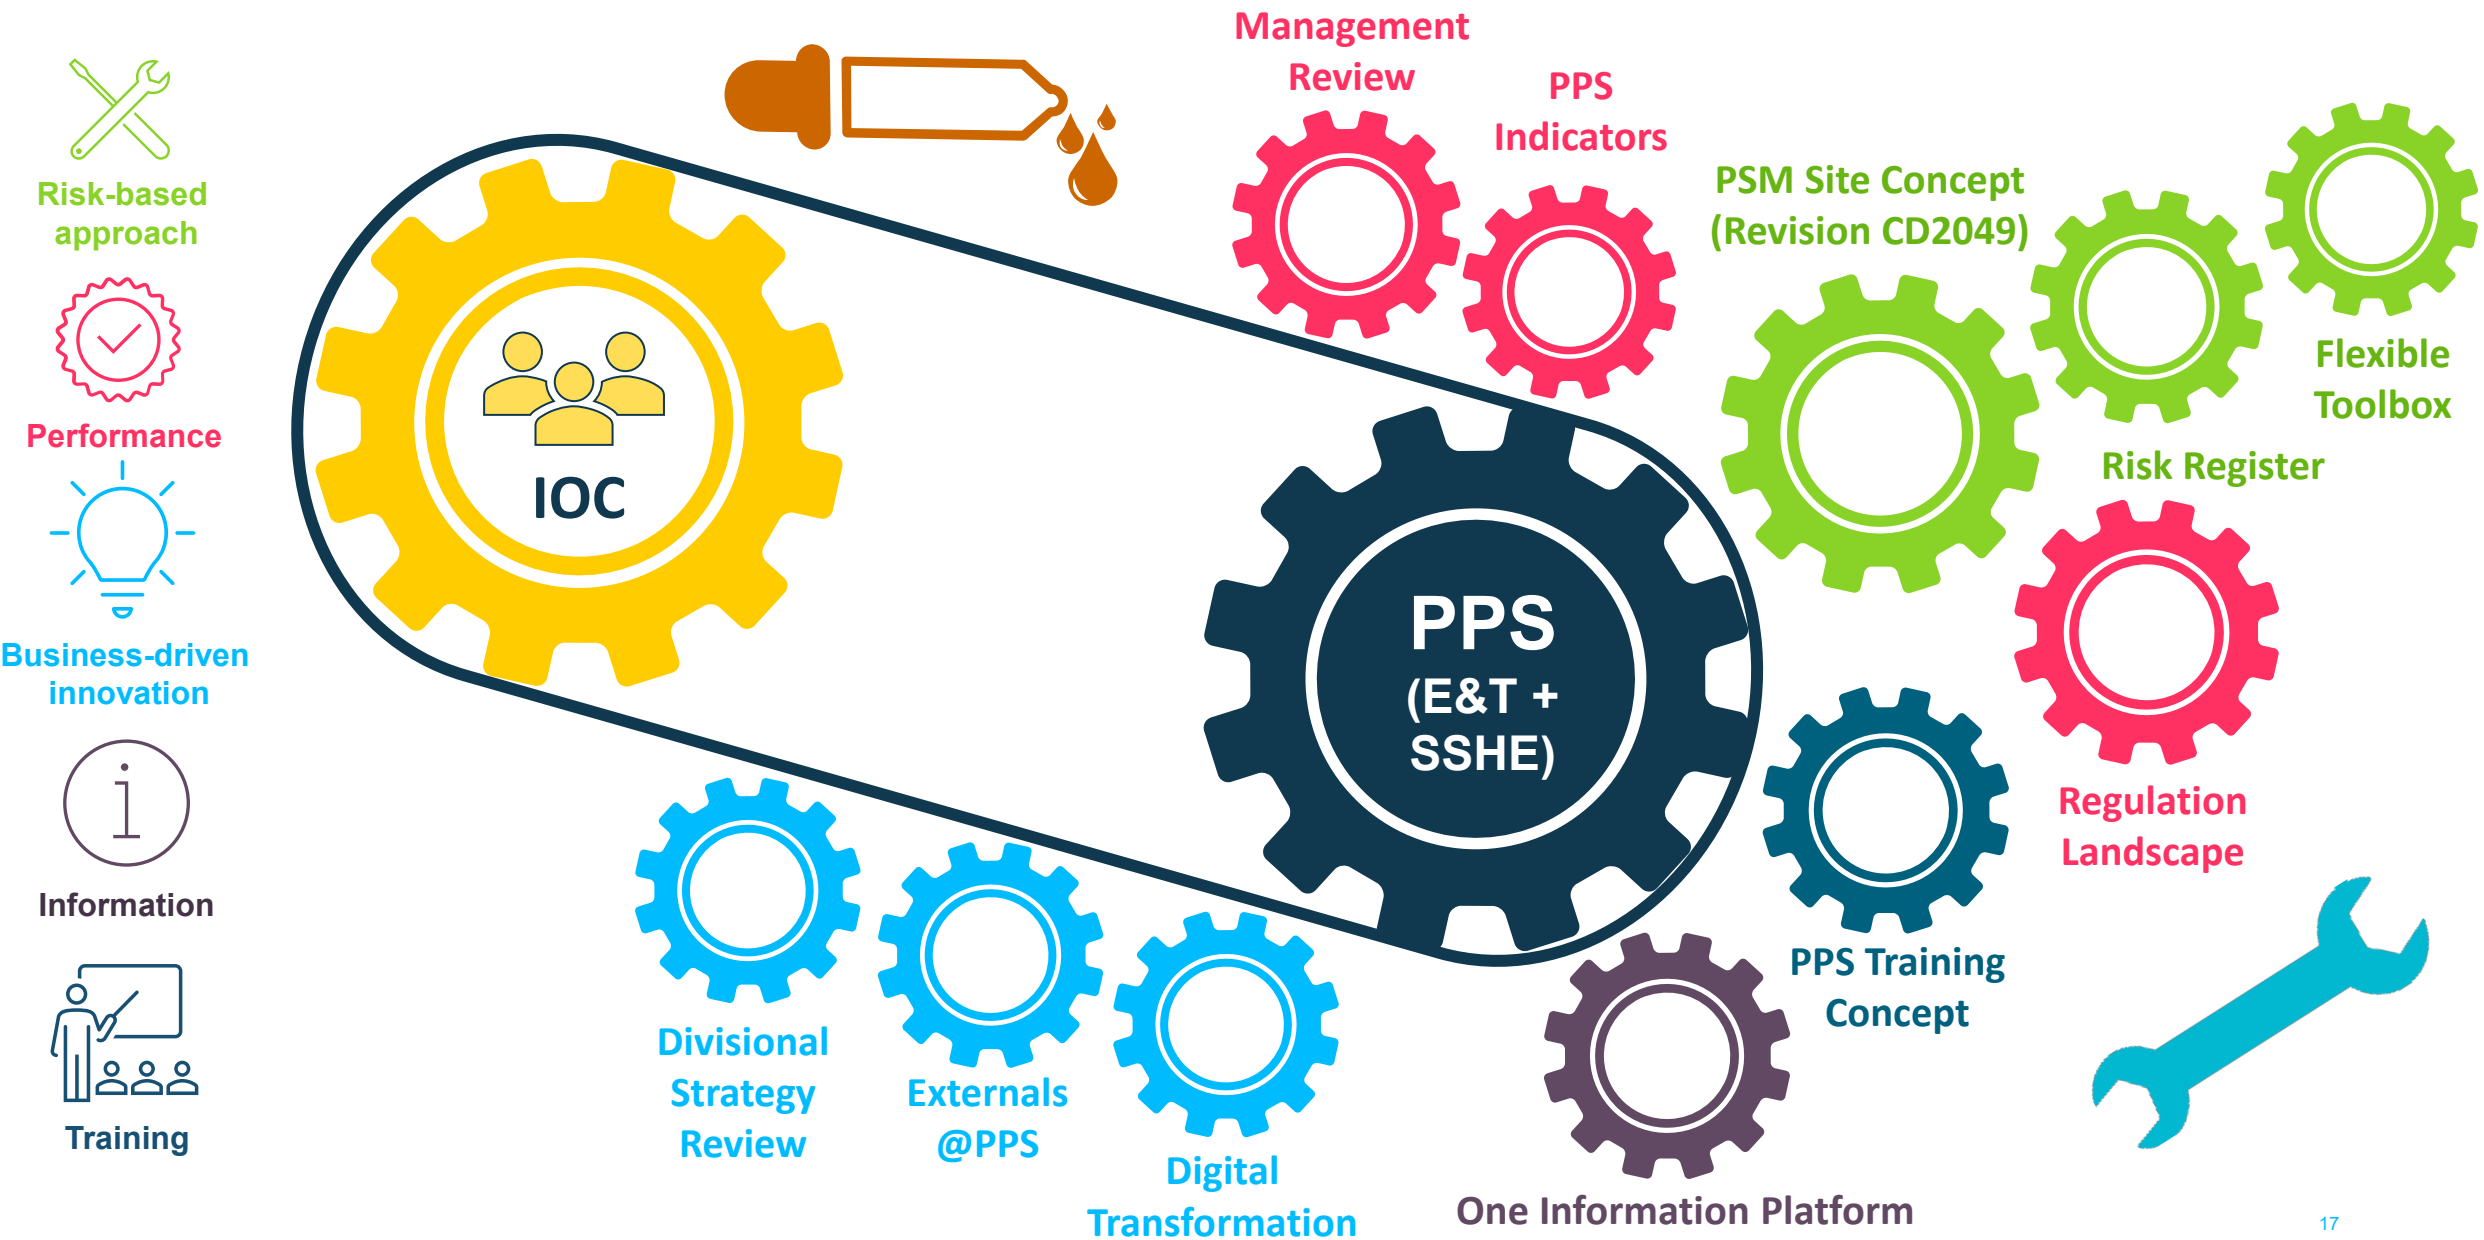 Risk-based
approach
Performance
Business-driven
innovation
Information
Training
IOC
PPS
(E&T +
SSHE)
Management
Review
PPS
Indicators
PSM Site Concept
(Revision CD2049)
Flexible
Toolbox
Risk Register
Regulation
Landscape
PPS Training
Concept
One Information Platform
Divisional
Strategy
Review
Externals
@PPS
Digital
Transformation
17